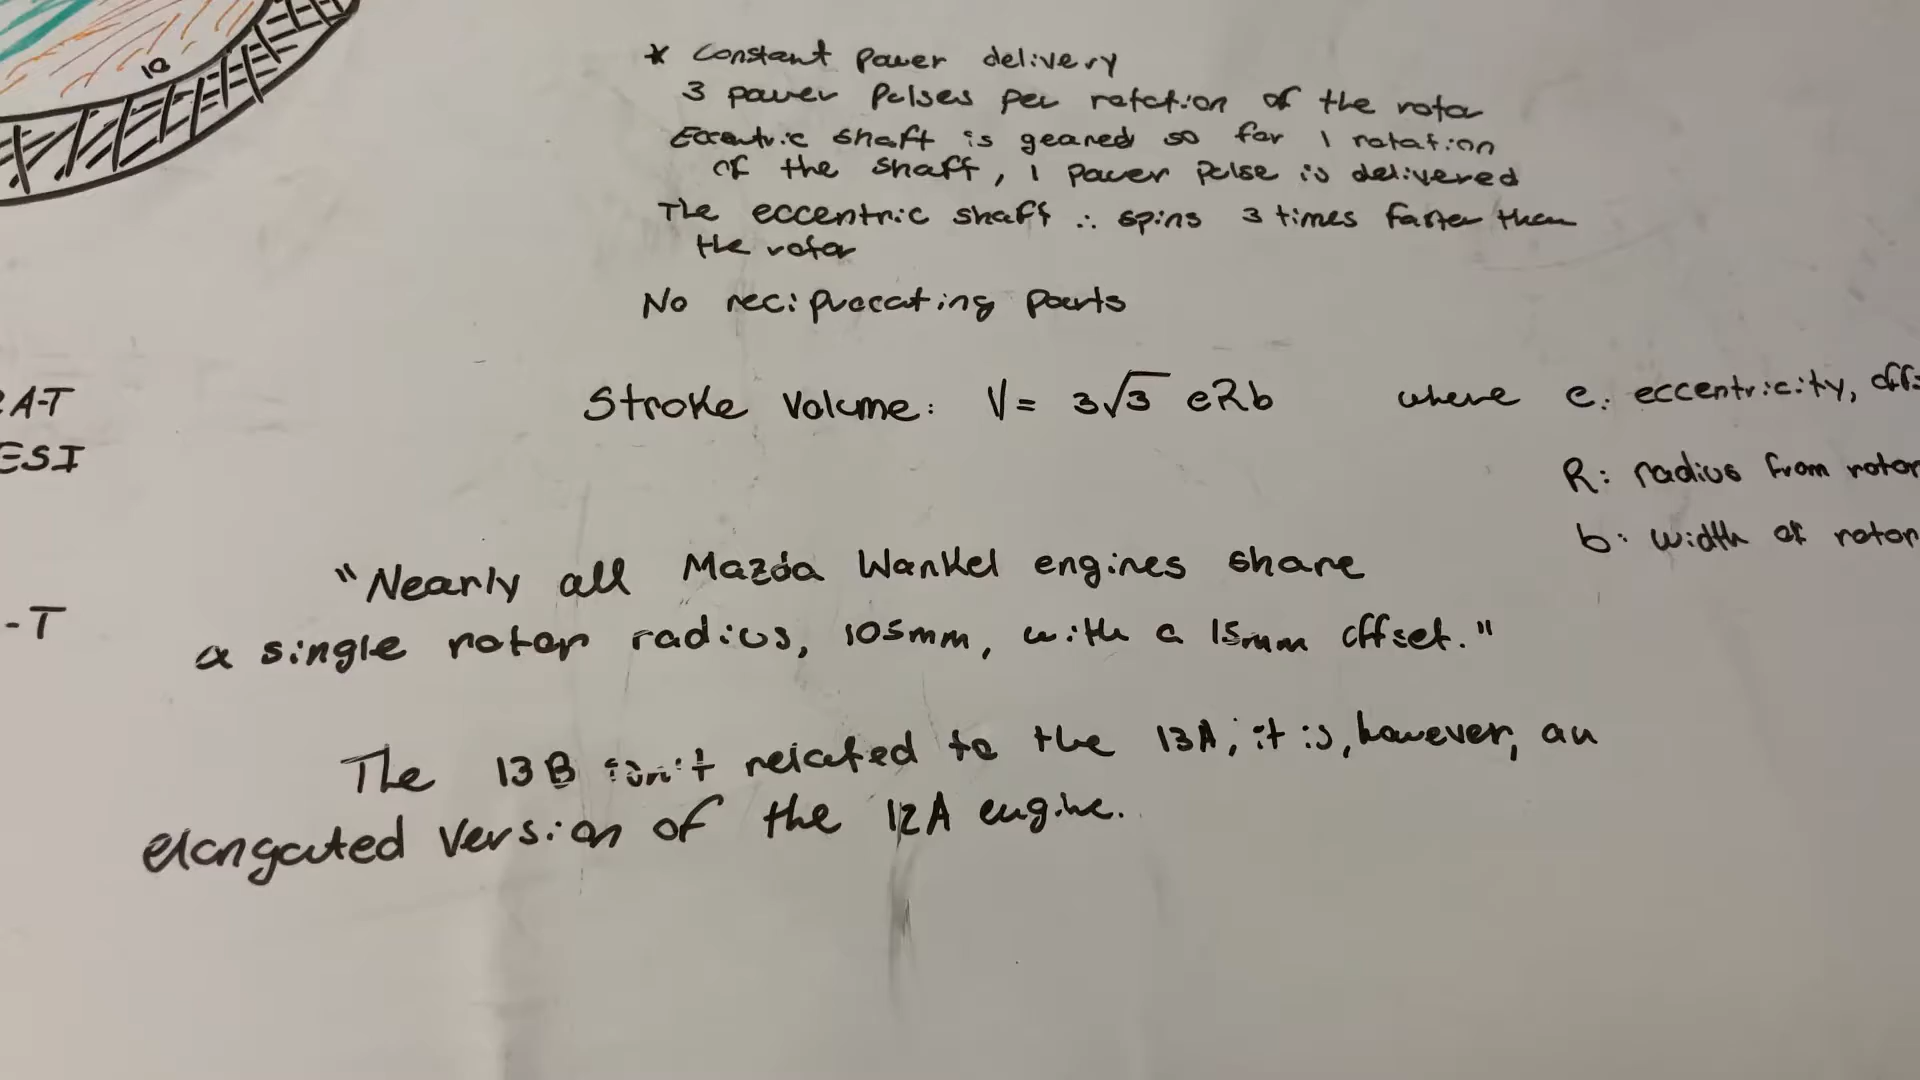 10
* Constant power delivery
3 power pulses per rotation of the rotor
Eccentric shaft is geared so for 1 rotation
of the shaft, 1 power pulse is delivered
The eccentric shaft ∴ spins 3 times faster than
the rotor
No reciprocating parts
Stroke Volume: V = 3√3 eRb where e: eccentricity,
R: radius from rotor
b: width of rotor
A-T
ESI
"Nearly all Mazda Wankel engines share
a single rotor radius, 105mm, with a 15mm offset."
-T
The 13B isn't related to the 13A; it is, however, an
elongated version of the 12A engine.